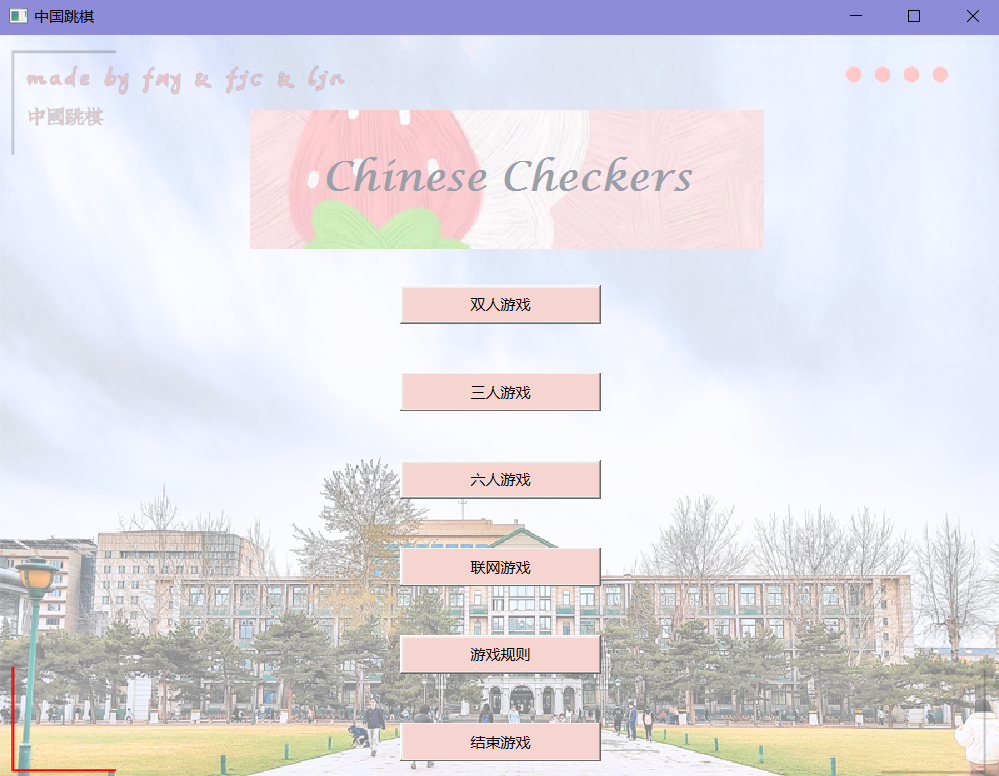 中国跳棋
made by fny & fjc & ljn
中國跳棋
Chinese Checkers
双人游戏
三人游戏
六人游戏
联网游戏
游戏规则
结束游戏